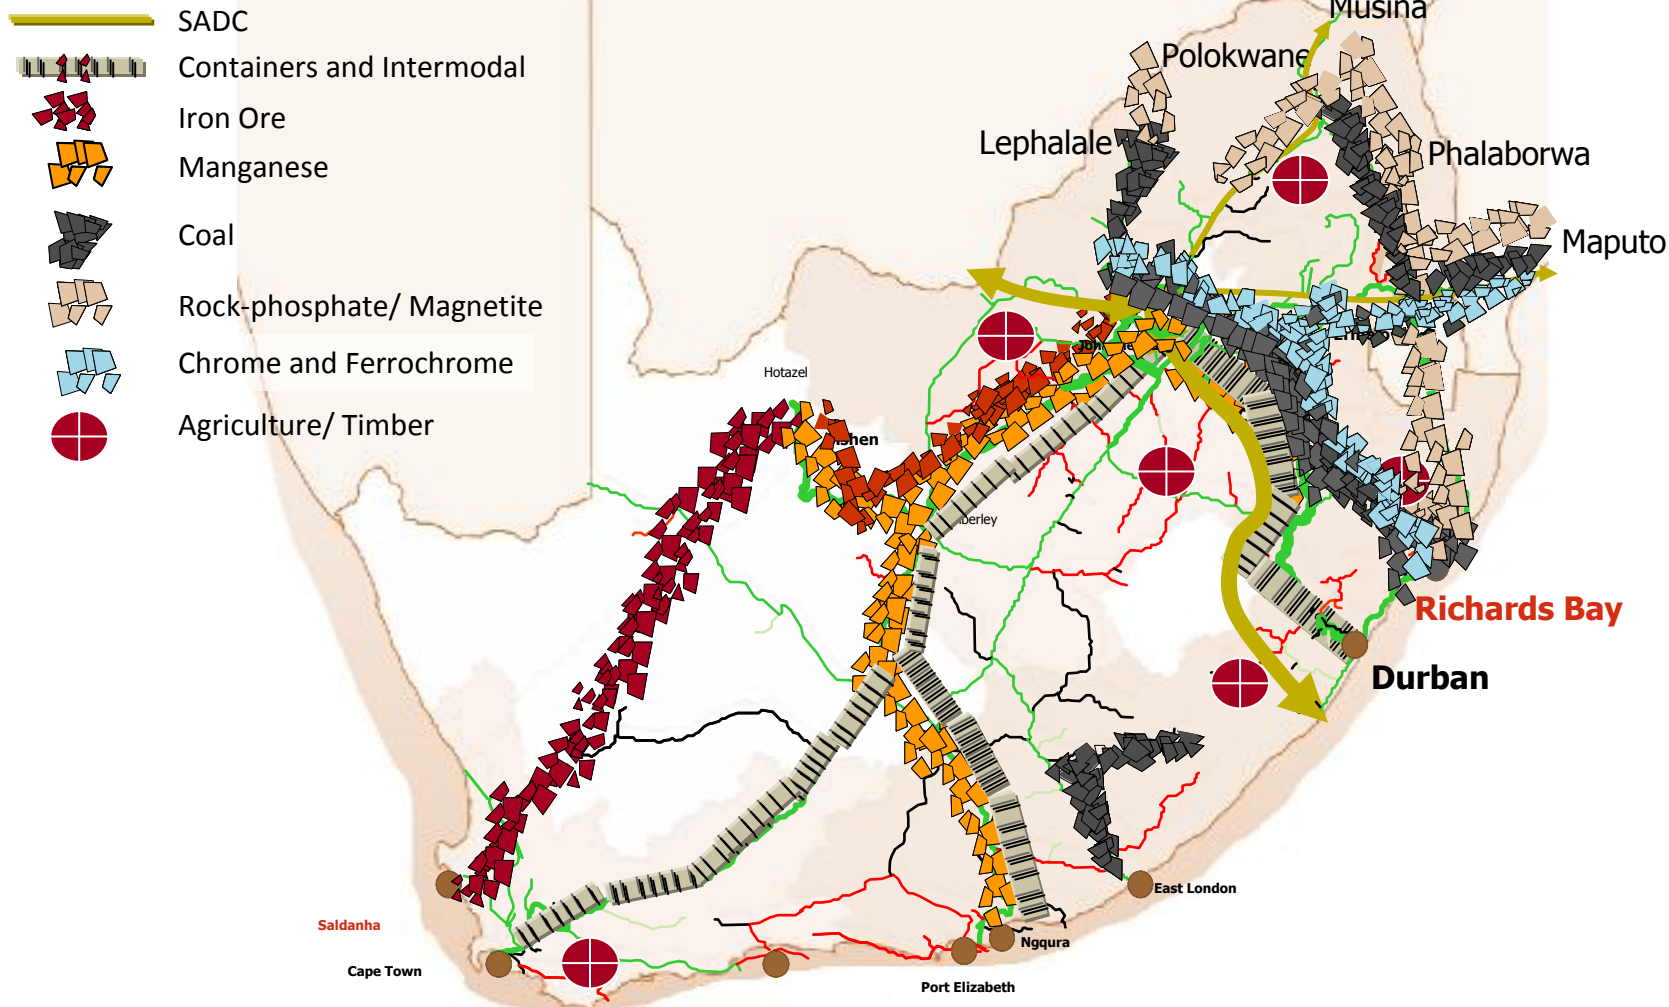 SADC
Containers and Intermodal
Iron Ore
Manganese
Coal
Rock-phosphate/ Magnetite
Chrome and Ferrochrome
Agriculture/ Timber
Musina
Polokwane
Lephalale
Phalaborwa
Maputo
Hotazel
Richards Bay
Durban
East London
Saldanha
Ngqura
Cape Town
Port Elizabeth